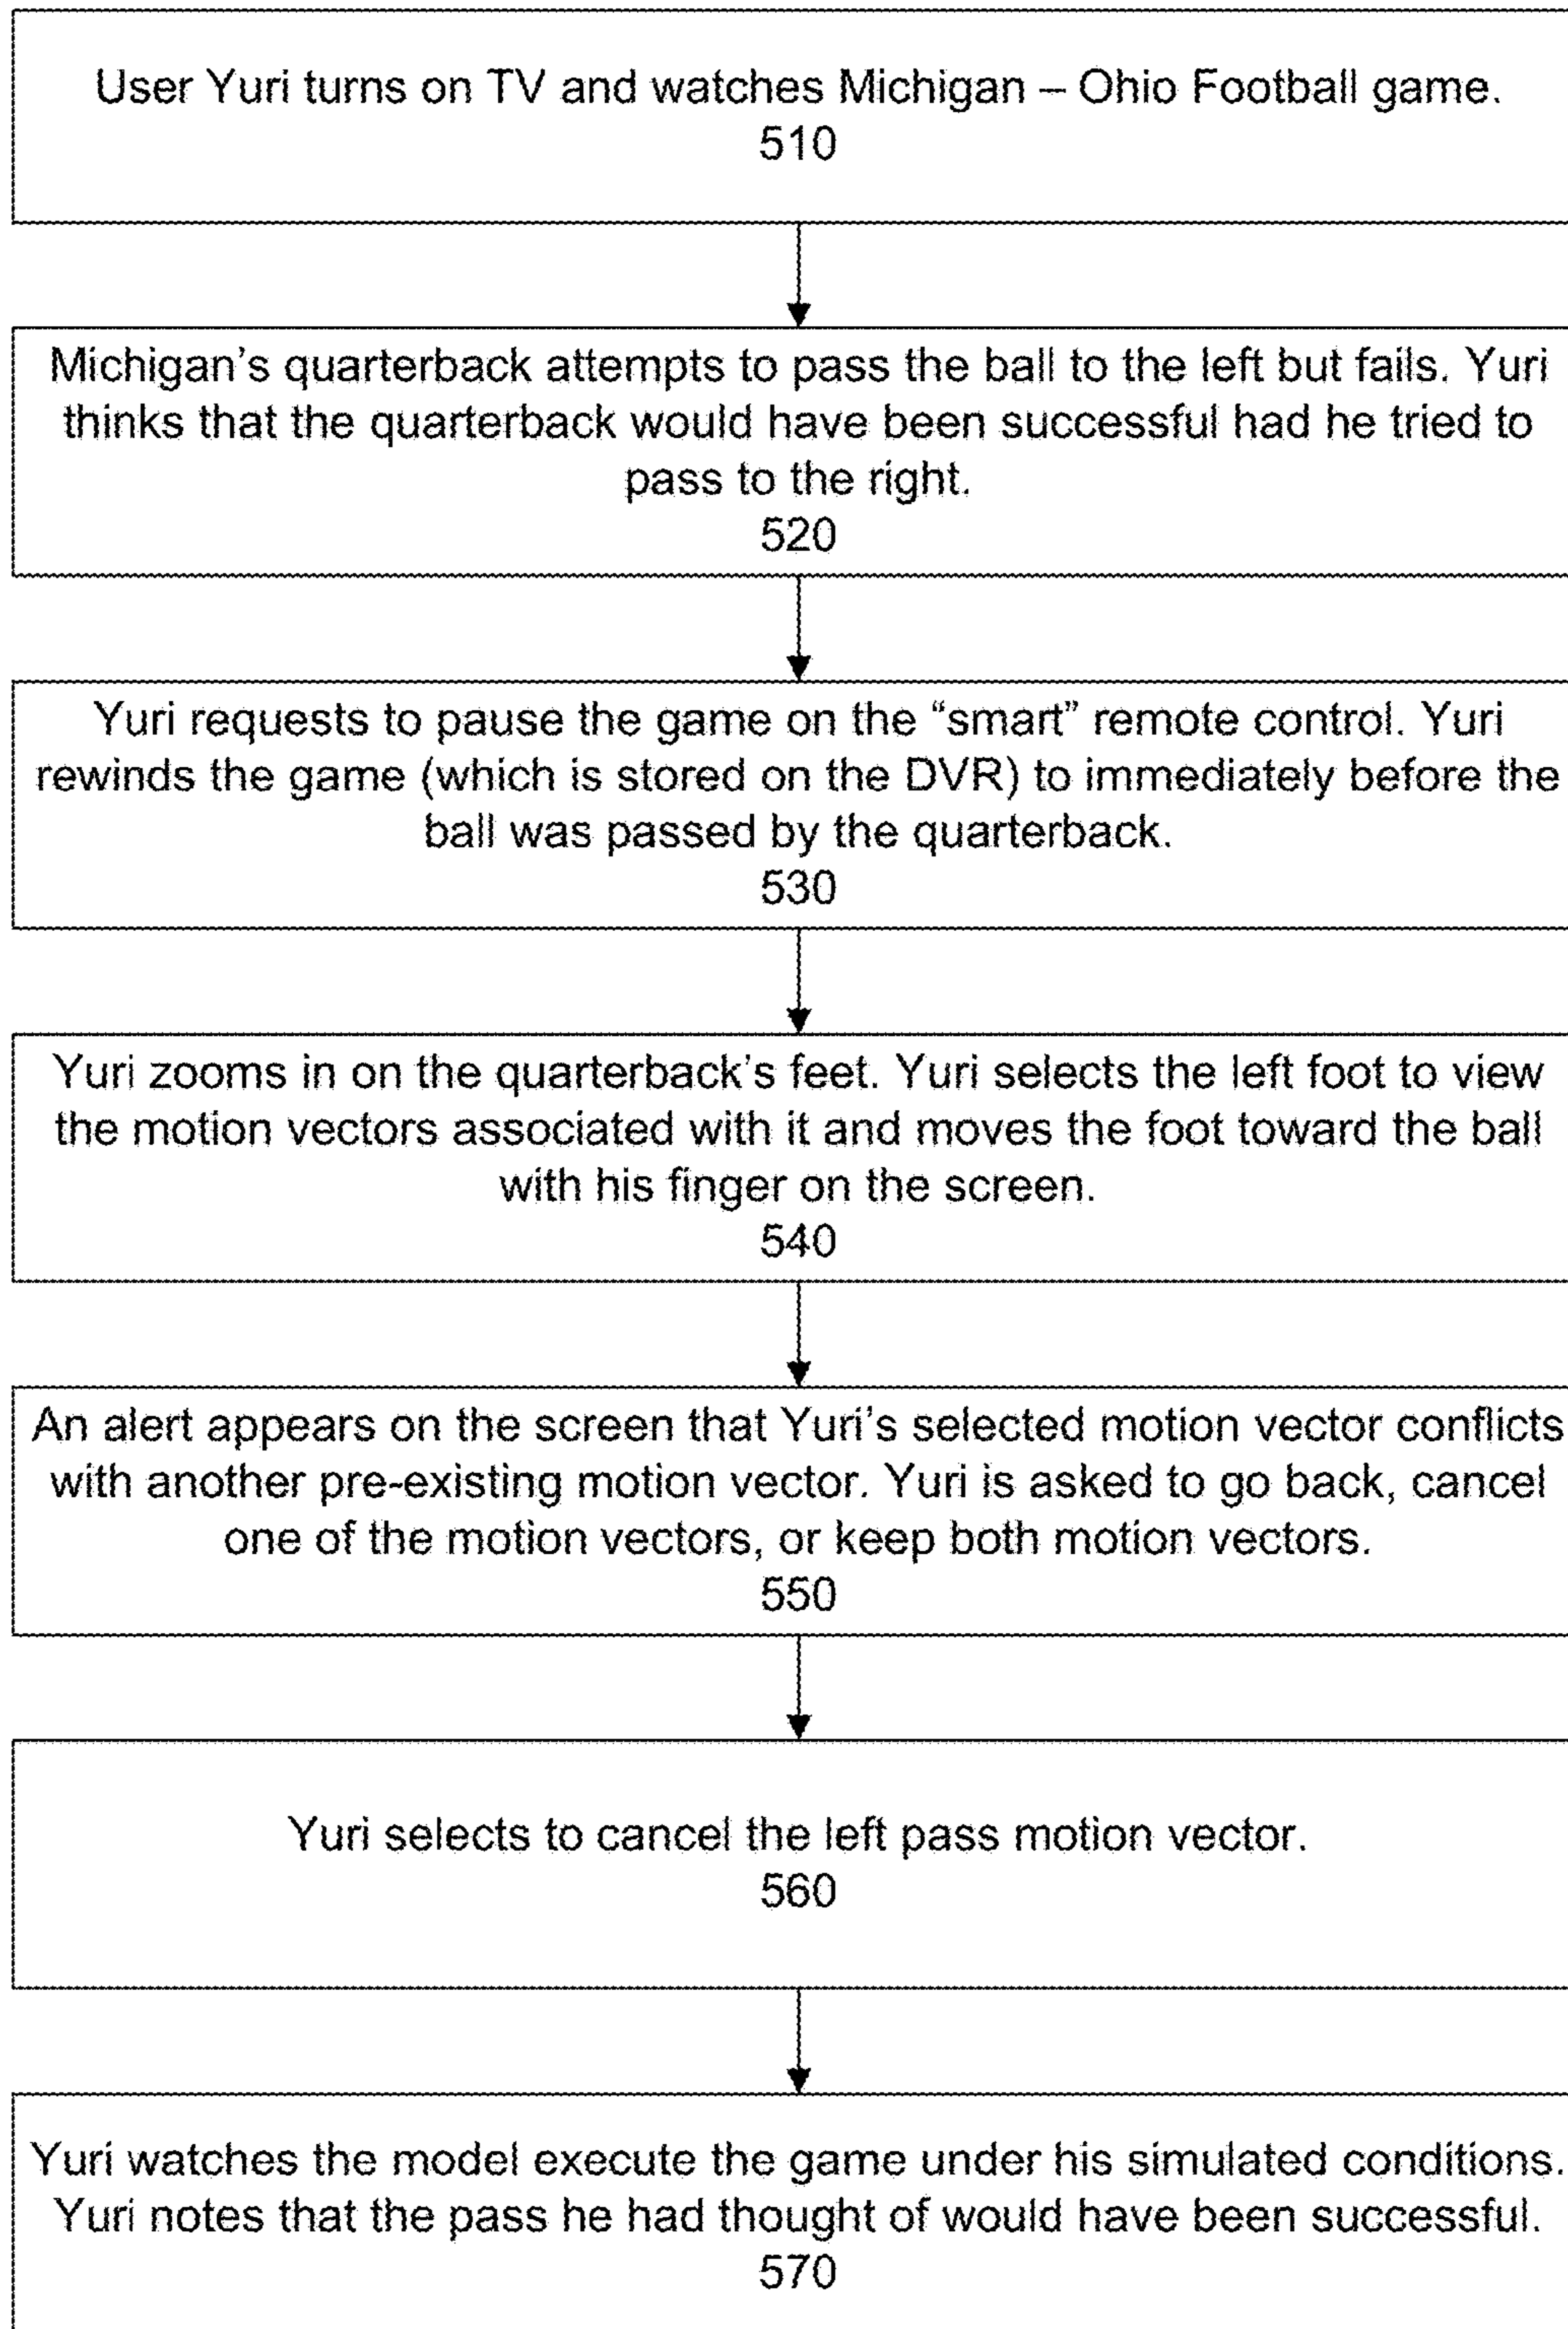 User Yuri turns on TV and watches Michigan – Ohio Football game.
510
Michigan's quarterback attempts to pass the ball to the left but fails. Yuri
thinks that the quarterback would have been successful had he tried to
pass to the right.
520
Yuri requests to pause the game on the “smart” remote control. Yuri
rewinds the game (which is stored on the DVR) to immediately before the
ball was passed by the quarterback.
530
Yuri zooms in on the quarterback's feet. Yuri selects the left foot to view
the motion vectors associated with it and moves the foot toward the ball
with his finger on the screen.
540
An alert appears on the screen that Yuri's selected motion vector conflicts
with another pre-existing motion vector. Yuri is asked to go back, cancel
one of the motion vectors, or keep both motion vectors.
550
Yuri selects to cancel the left pass motion vector.
560
Yuri watches the model execute the game under his simulated conditions.
Yuri notes that the pass he had thought of would have been successful.
570